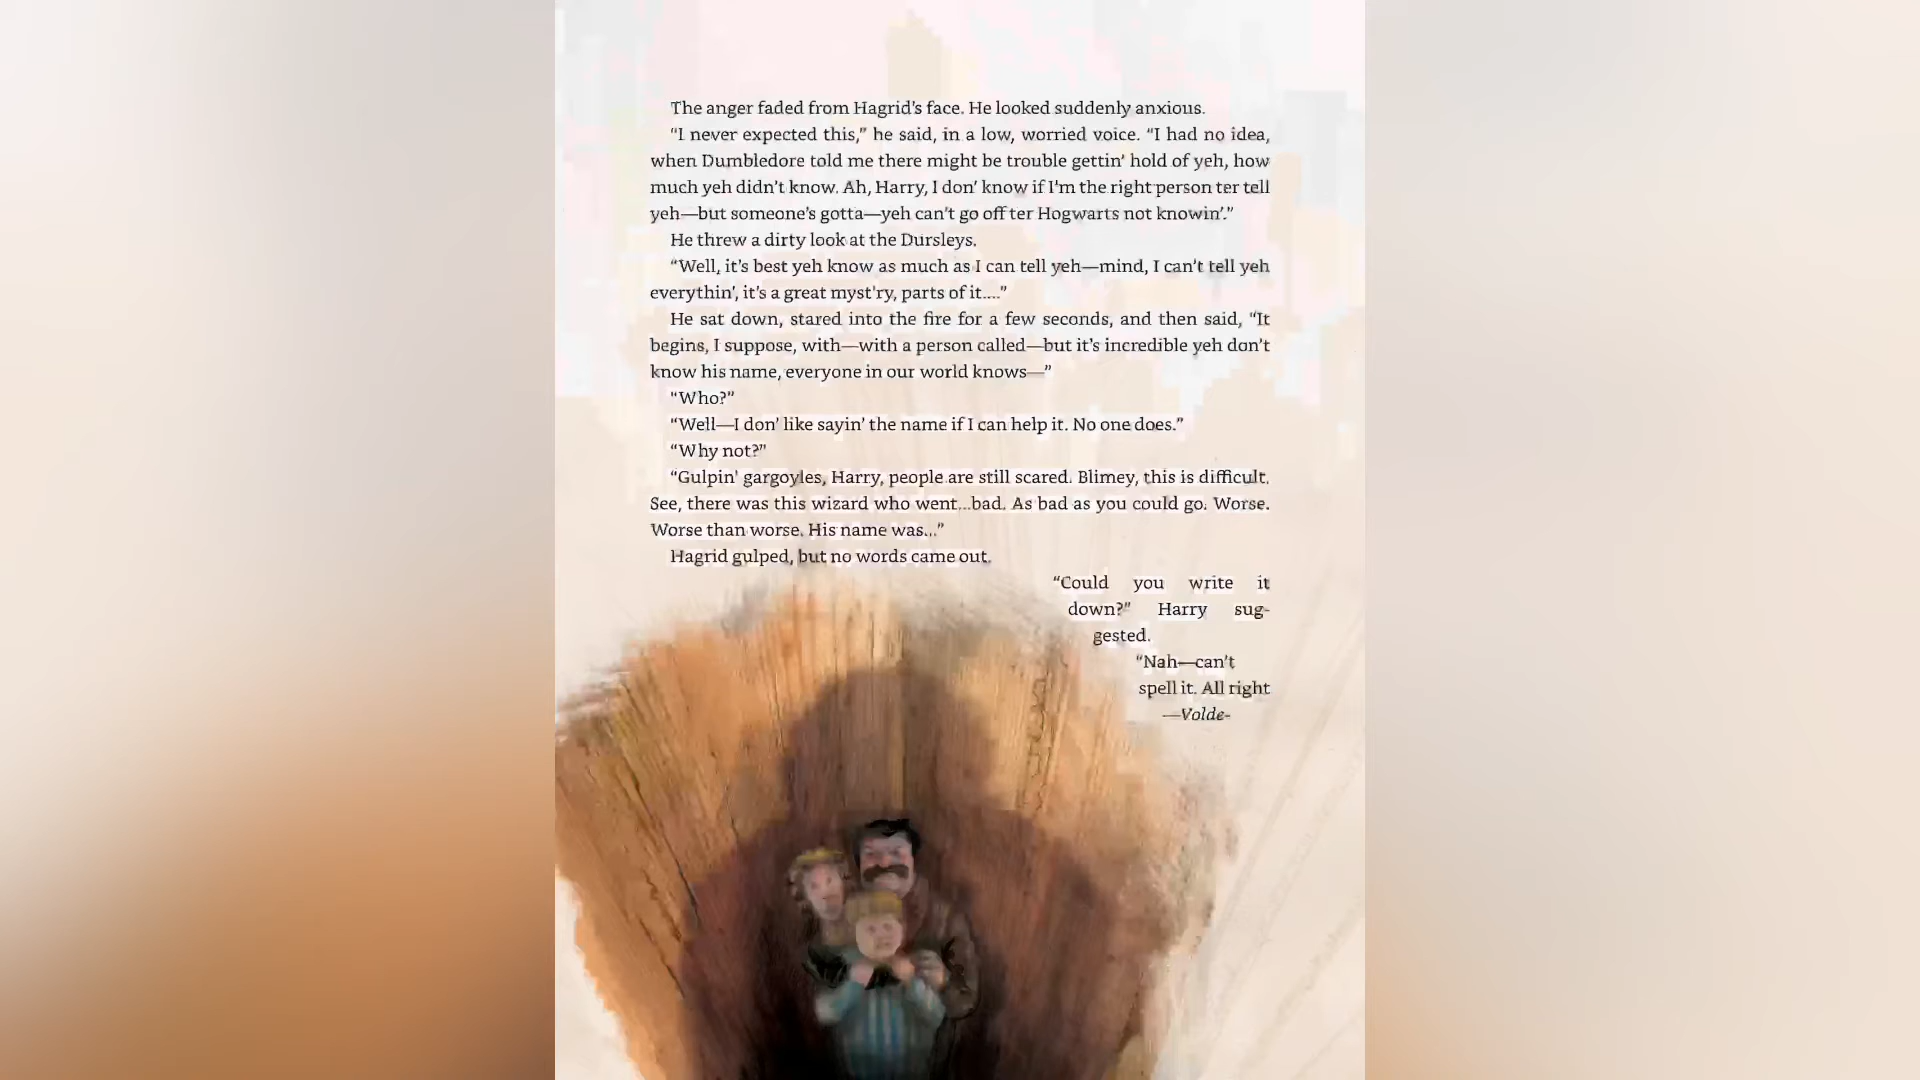 The anger faded from Hagrid's face. He looked suddenly anxious.
“I never expected this,” he said, in a low, worried voice. “I had no idea,
when Dumbledore told me there might be trouble gettin’ hold of yeh, how
much yeh didn’t know. Ah, Harry, I don’ know if I'm the right person ter tell
yeh—but someone’s gotta—yeh can’t go off ter Hogwarts not knowin’.”
He threw a dirty look at the Dursleys.
“Well, it’s best yeh know as much as I can tell yeh—mind, I can’t tell yeh
everythin’, it’s a great myst'ry, parts of it....”
He sat down, stared into the fire for a few seconds, and then said, “It
begins, I suppose, with—with a person called—but it’s incredible yeh don’t
know his name, everyone in our world knows—”
“Who?”
“Well—I don’ like sayin’ the name if I can help it. No one does.”
“Why not?”
“Gulpin’ gargoyles, Harry, people are still scared. Blimey, this is difficult.
See, there was this wizard who went...bad. As bad as you could go. Worse.
Worse than worse. His name was...”
Hagrid gulped, but no words came out.
“Could you write it
down?” Harry sug-
gested.
“Nah—can’t
spell it. All right
—Volde-